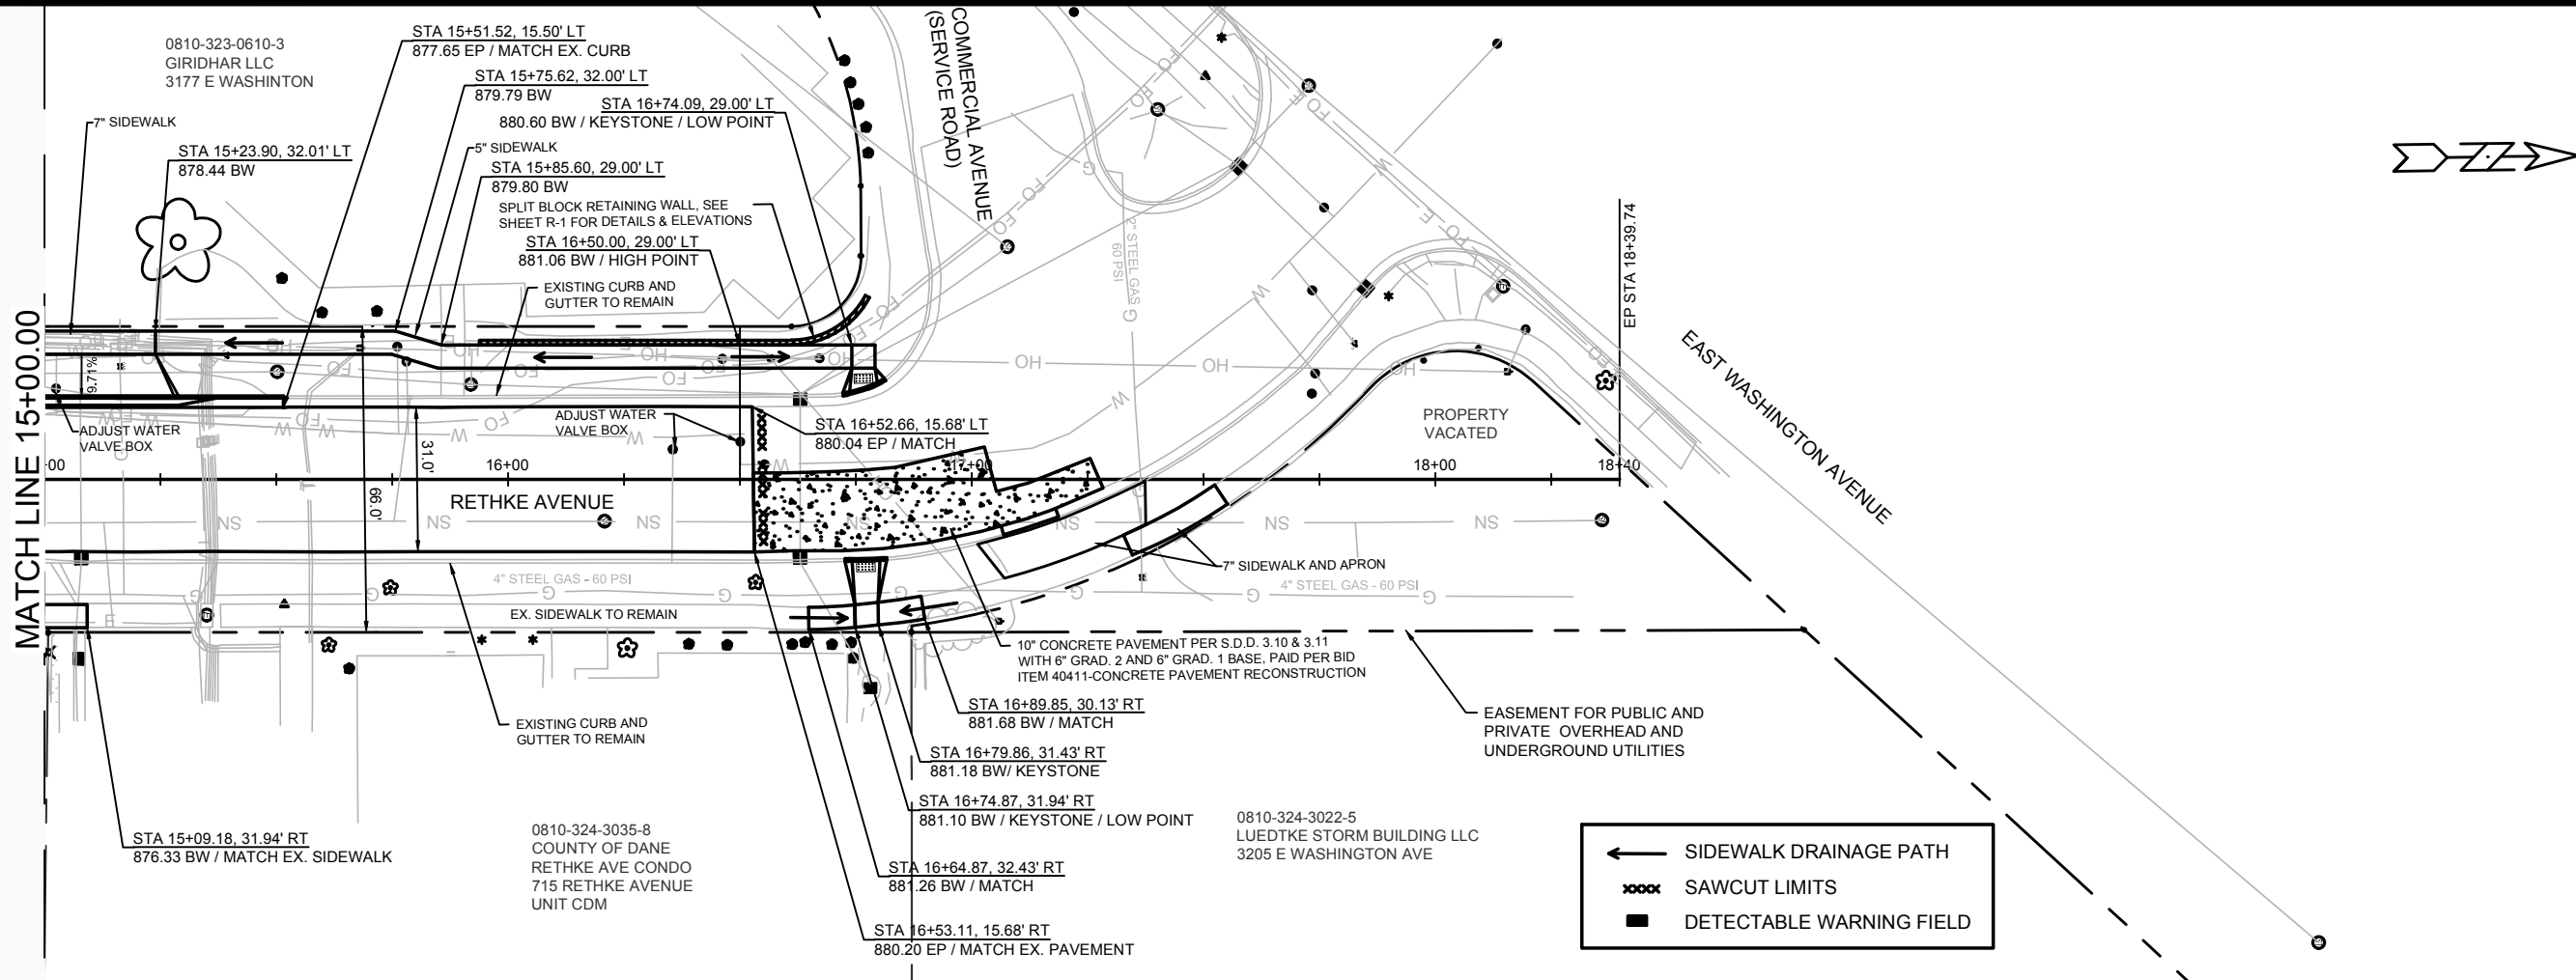 0810-323-0610-3
GIRIDHAR LLC
3177 E WASHINTON
STA 15+51.52, 15.50' LT
877.65 EP / MATCH EX. CURB
STA 15+75.62, 32.00' LT
879.79 BW
STA 16+74.09, 29.00' LT
880.60 BW / KEYSTONE / LOW POINT
7" SIDEWALK
STA 15+23.90, 32.01' LT
878.44 BW
5" SIDEWALK
STA 15+85.60, 29.00' LT
879.80 BW
SPLIT BLOCK RETAINING WALL, SEE
SHEET R-1 FOR DETAILS & ELEVATIONS
STA 16+50.00, 29.00' LT
881.06 BW / HIGH POINT
EXISTING CURB AND
GUTTER TO REMAIN
COMMERCIAL AVENUE
(SERVICE ROAD)
2" STEEL GAS
60 PSI
EP STA 18+39.74
EAST WASHINGTON AVENUE
MATCH LINE 15+00.00
9.71%
ADJUST WATER
VALVE BOX
ADJUST WATER
VALVE BOX
STA 16+52.66, 15.68' LT
880.04 EP / MATCH
PROPERTY
VACATED
31.0'
66.0'
-00
16+00
17+00
18+00
18+40
RETHKE AVENUE
4" STEEL GAS - 60 PSI
EX. SIDEWALK TO REMAIN
7" SIDEWALK AND APRON
4" STEEL GAS - 60 PSI
10" CONCRETE PAVEMENT PER S.D.D. 3.10 & 3.11
WITH 6" GRAD. 2 AND 6" GRAD. 1 BASE, PAID PER BID
ITEM 40411-CONCRETE PAVEMENT RECONSTRUCTION
EXISTING CURB AND
GUTTER TO REMAIN
STA 16+89.85, 30.13' RT
881.68 BW / MATCH
EASEMENT FOR PUBLIC AND
PRIVATE OVERHEAD AND
UNDERGROUND UTILITIES
STA 16+79.86, 31.43' RT
881.18 BW/ KEYSTONE
STA 16+74.87, 31.94' RT
881.10 BW / KEYSTONE / LOW POINT
STA 15+09.18, 31.94' RT
876.33 BW / MATCH EX. SIDEWALK
0810-324-3035-8
COUNTY OF DANE
RETHKE AVE CONDO
715 RETHKE AVENUE
UNIT CDM
STA 16+64.87, 32.43' RT
881.26 BW / MATCH
0810-324-3022-5
LUEDTKE STORM BUILDING LLC
3205 E WASHINGTON AVE
STA 16+53.11, 15.68' RT
880.20 EP / MATCH EX. PAVEMENT
SIDEWALK DRAINAGE PATH
SAWCUT LIMITS
DETECTABLE WARNING FIELD